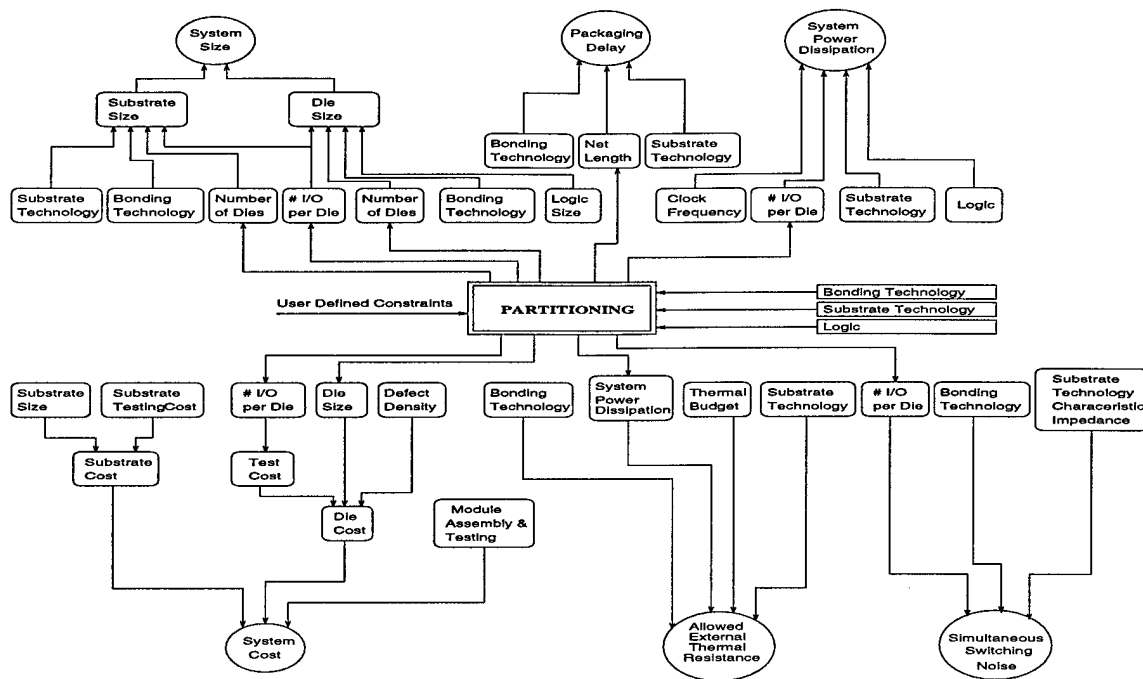 System
Size
Packaging
Delay
System
Power
Dissipation
Substrate
Size
Die
Size
Bonding
Technology
Net
Length
Substrate
Technology
Substrate
Technology
Bonding
Technology
Number
of Dies
# I/O
per Die
Number
of Dies
Bonding
Technology
Logic
Size
Clock
Frequency
# I/O
per Die
Substrate
Technology
Logic
User Defined Constraints
PARTITIONING
Bonding Technology
Substrate Technology
Logic
Substrate
Size
Substrate
TestingCost
# I/O
per Die
Die
Size
Defect
Density
Bonding
Technology
System
Power
Dissipation
Thermal
Budget
Substrate
Technology
# I/O
per Die
Bonding
Technology
Substrate
Technology
Characeristic
Impedance
Substrate
Cost
Test
Cost
Die
Cost
Module
Assembly &
Testing
System
Cost
Allowed
External
Thermal
Resistance
Simultaneous
Switching
Noise